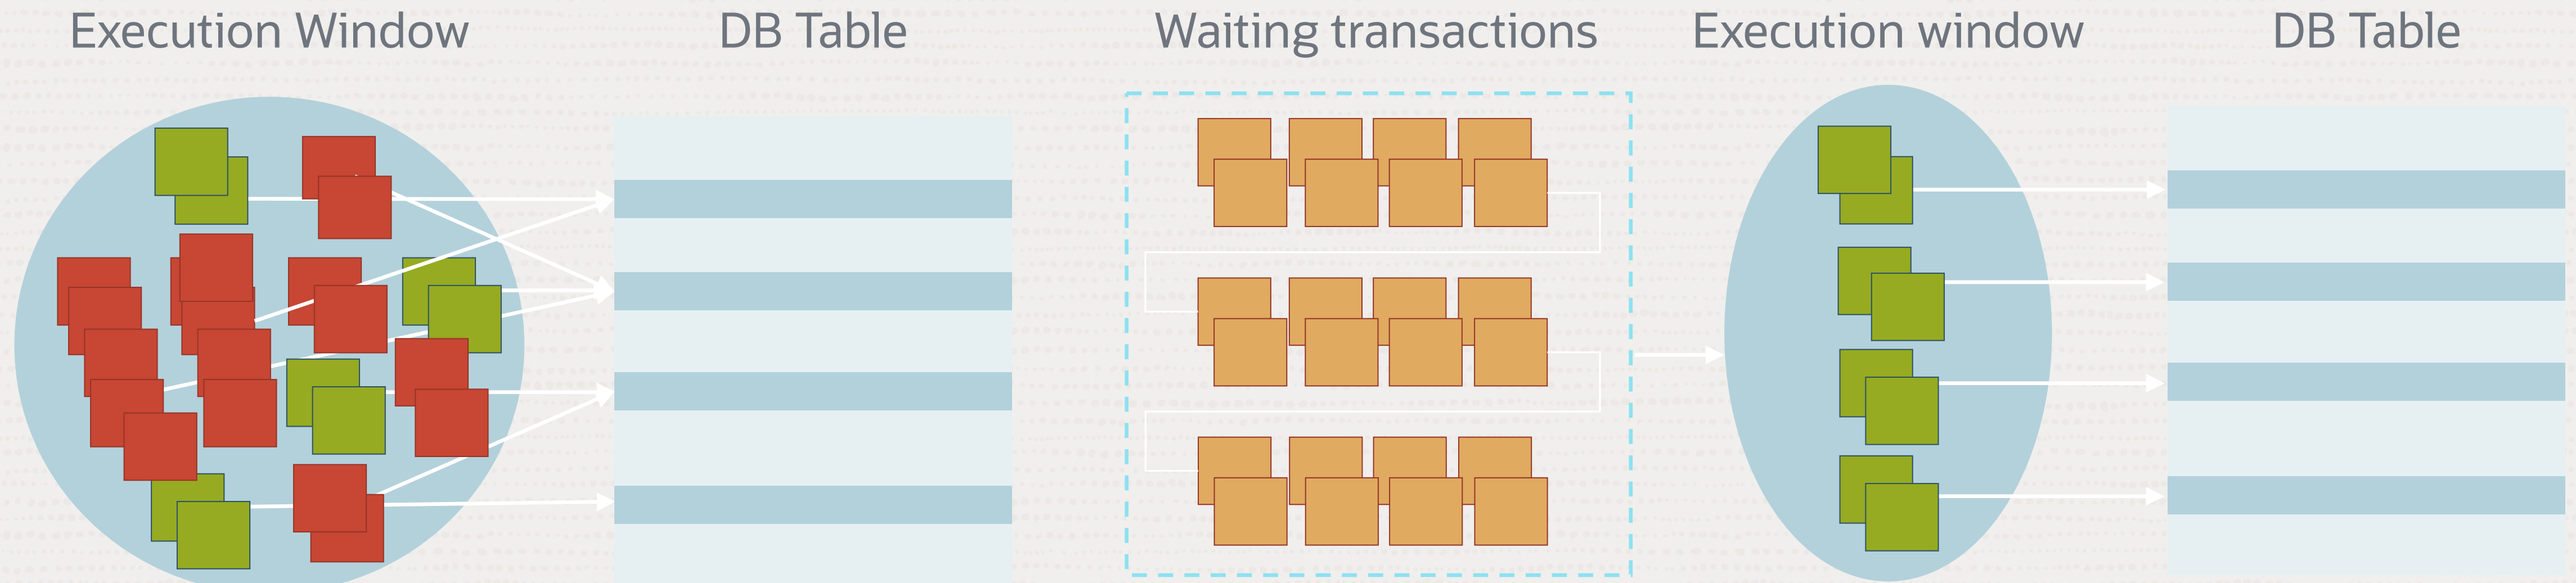 Execution Window
DB Table
Waiting transactions
Execution window
DB Table